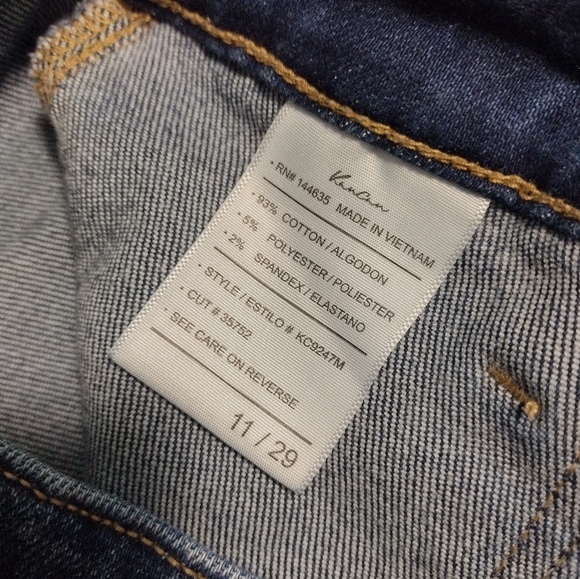 KanCan
• RN# 144635 MADE IN VIETNAM
• 93% COTTON / ALGODON
• 5% POLYESTER / POLIESTER
• 2% SPANDEX / ELASTANO
• STYLE / ESTILO # KC9247M
• CUT # 35752
• SEE CARE ON REVERSE
11 / 29